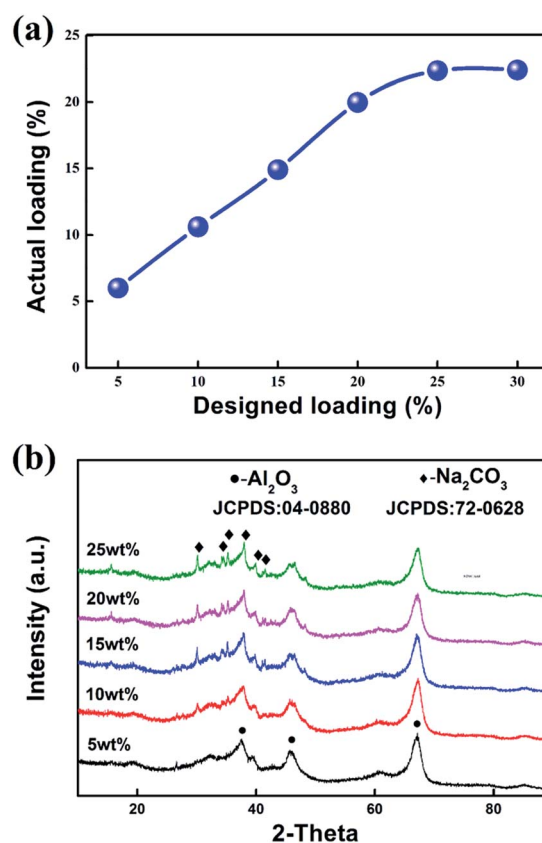 (a)
25
20
15
10
5
0
Actual loading (%)
5 10 15 20 25 30
Designed loading (%)
(b)
●-Al₂O₃ ♦-Na₂CO₃
JCPDS:04-0880 JCPDS:72-0628
25wt%
20wt%
15wt%
10wt%
5wt%
Intensity (a.u.)
20 40 60 80
2-Theta